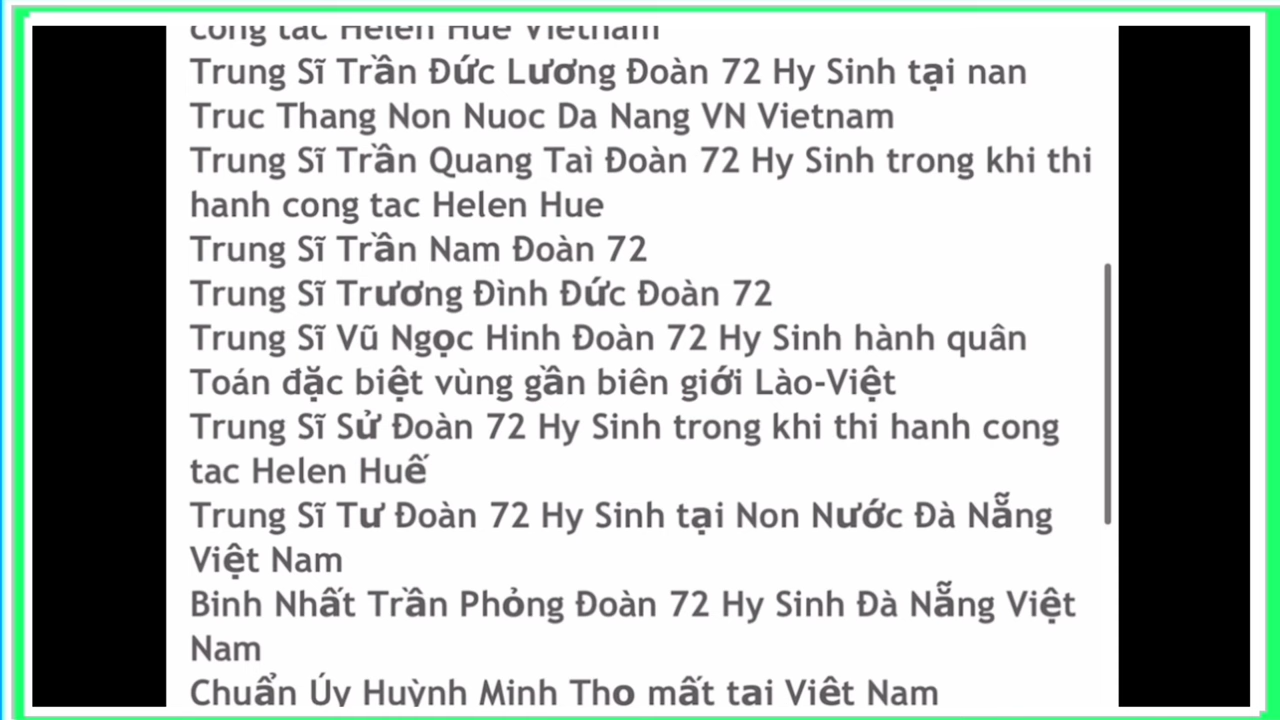 cong tac Helen Hue Vietnam
Trung Sĩ Trần Đức Lương Đoàn 72 Hy Sinh tại nan
Truc Thang Non Nuoc Da Nang VN Vietnam
Trung Sĩ Trần Quang Taì Đoàn 72 Hy Sinh trong khi thi
hanh cong tac Helen Hue
Trung Sĩ Trần Nam Đoàn 72
Trung Sĩ Trương Đình Đức Đoàn 72
Trung Sĩ Vũ Ngọc Hinh Đoàn 72 Hy Sinh hành quân
Toán đặc biệt vùng gần biên giới Lào-Việt
Trung Sĩ Sử Đoàn 72 Hy Sinh trong khi thi hanh cong
tac Helen Huế
Trung Sĩ Tư Đoàn 72 Hy Sinh tại Non Nước Đà Nẵng
Việt Nam
Binh Nhất Trần Phỏng Đoàn 72 Hy Sinh Đà Nẵng Việt
Nam
Chuẩn Úy Huỳnh Minh Thọ mất tại Việt Nam